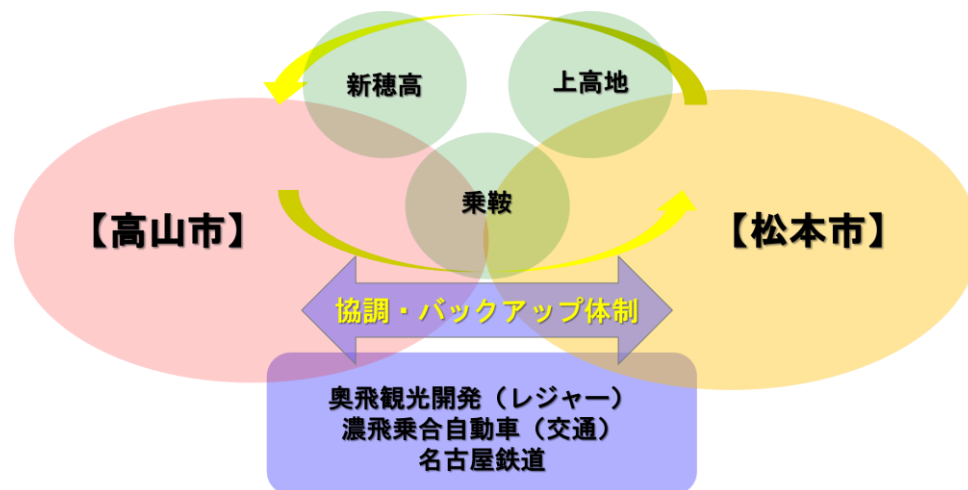 新穂高
上高地
乗鞍
【高山市】
【松本市】
協調・バックアップ体制
奥飛観光開発（レジャー）
濃飛乗合自動車（交通）
名古屋鉄道